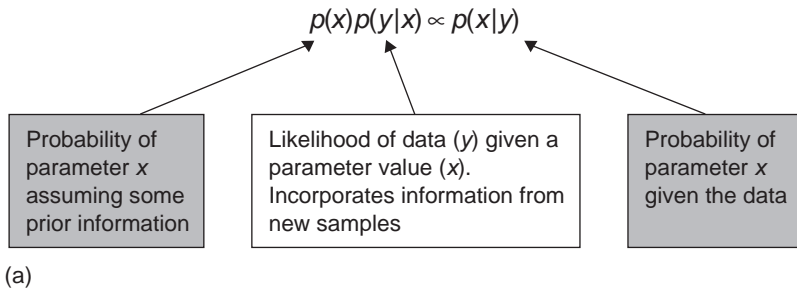 p(x)p(y|x) ∝ p(x|y)
Probability of
parameter x
assuming some
prior information
Likelihood of data (y) given a
parameter value (x).
Incorporates information from
new samples
Probability of
parameter x
given the data
(a)